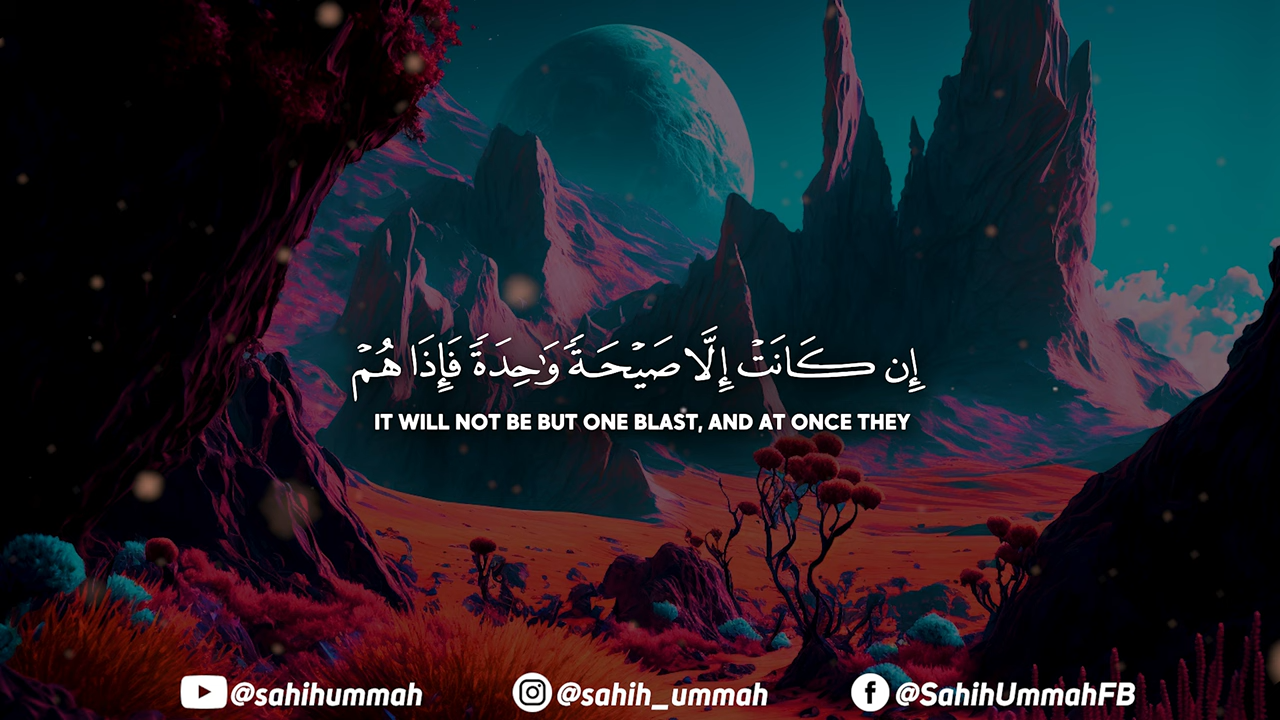 إِن كَانَتْ إِلَّا صَيْحَةً وَٰحِدَةً فَإِذَا هُمْ
IT WILL NOT BE BUT ONE BLAST, AND AT ONCE THEY
@sahihummah @sahih_ummah @SahihUmmahFB